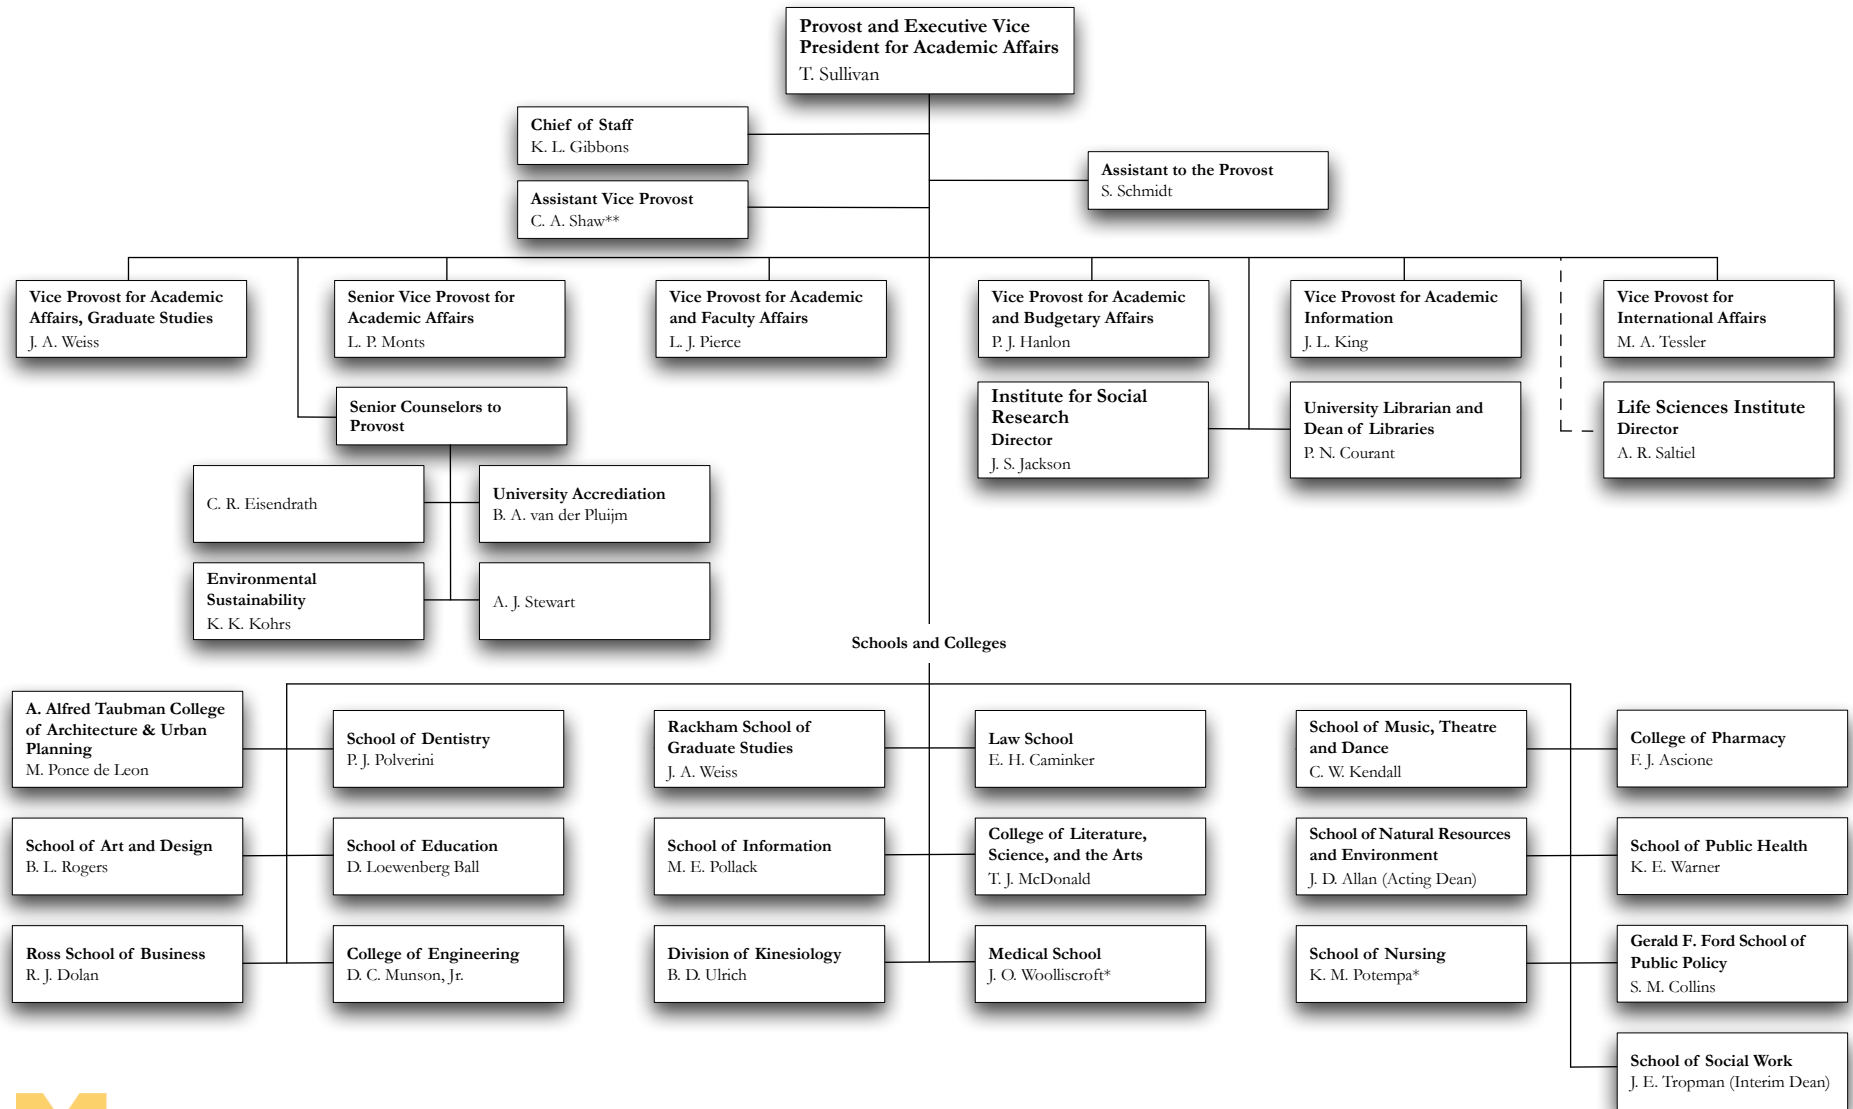 Provost and Executive Vice
President for Academic Affairs
T. Sullivan
Chief of Staff
K. L. Gibbons
Assistant to the Provost
S. Schmidt
Assistant Vice Provost
C. A. Shaw**
Vice Provost for Academic
Affairs, Graduate Studies
J. A. Weiss
Senior Vice Provost for
Academic Affairs
L. P. Monts
Vice Provost for Academic
and Faculty Affairs
L. J. Pierce
Vice Provost for Academic
and Budgetary Affairs
P. J. Hanlon
Vice Provost for Academic
Information
J. L. King
Vice Provost for
International Affairs
M. A. Tessler
Senior Counselors to
Provost
Institute for Social
Research
Director
J. S. Jackson
University Librarian and
Dean of Libraries
P. N. Courant
Life Sciences Institute
Director
A. R. Saltiel
C. R. Eisendrath
University Accrediation
B. A. van der Pluijm
Environmental
Sustainability
K. K. Kohrs
A. J. Stewart
Schools and Colleges
A. Alfred Taubman College
of Architecture & Urban
Planning
M. Ponce de Leon
School of Dentistry
P. J. Polverini
Rackham School of
Graduate Studies
J. A. Weiss
Law School
E. H. Caminker
School of Music, Theatre
and Dance
C. W. Kendall
College of Pharmacy
F. J. Ascione
School of Art and Design
B. L. Rogers
School of Education
D. Loewenberg Ball
School of Information
M. E. Pollack
College of Literature,
Science, and the Arts
T. J. McDonald
School of Natural Resources
and Environment
J. D. Allan (Acting Dean)
School of Public Health
K. E. Warner
Ross School of Business
R. J. Dolan
College of Engineering
D. C. Munson, Jr.
Division of Kinesiology
B. D. Ulrich
Medical School
J. O. Woolliscroft*
School of Nursing
K. M. Potempa*
Gerald F. Ford School of
Public Policy
S. M. Collins
School of Social Work
J. E. Tropman (Interim Dean)